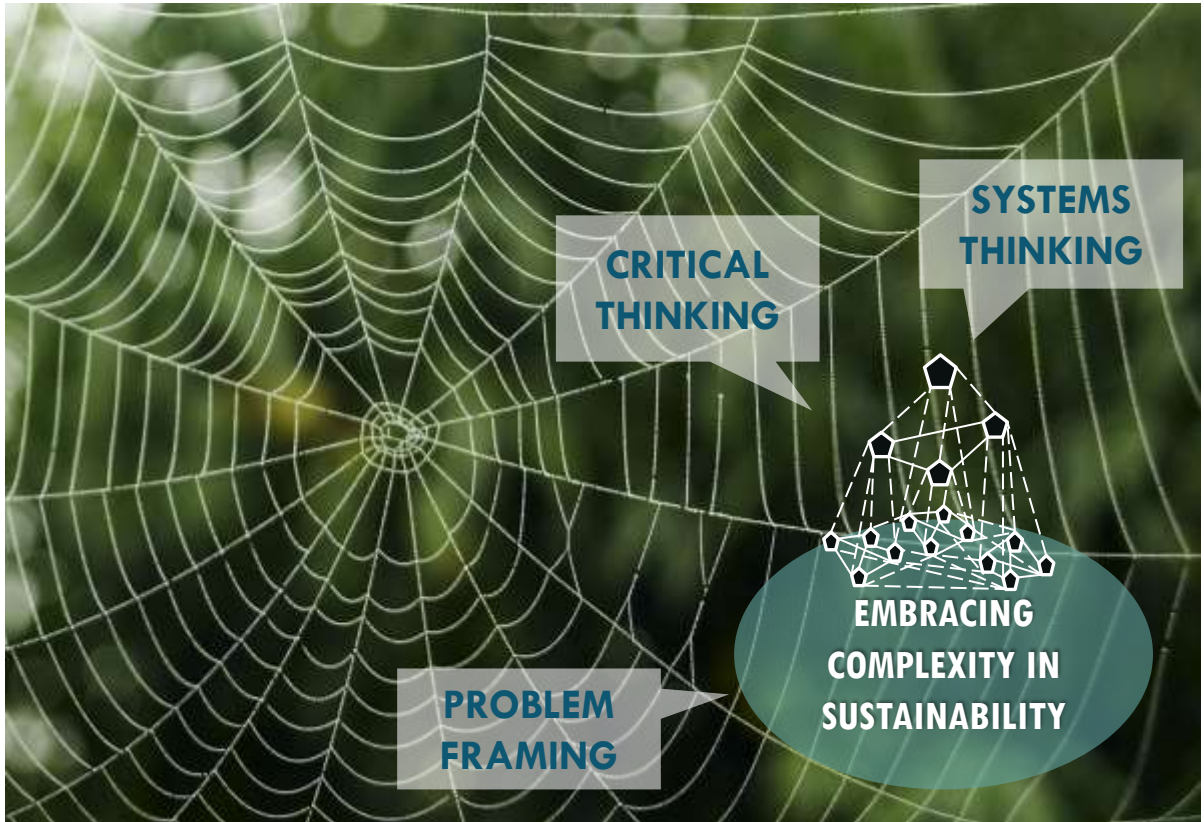 SYSTEMS
THINKING
CRITICAL
THINKING
EMBRACING
COMPLEXITY IN
SUSTAINABILITY
PROBLEM
FRAMING